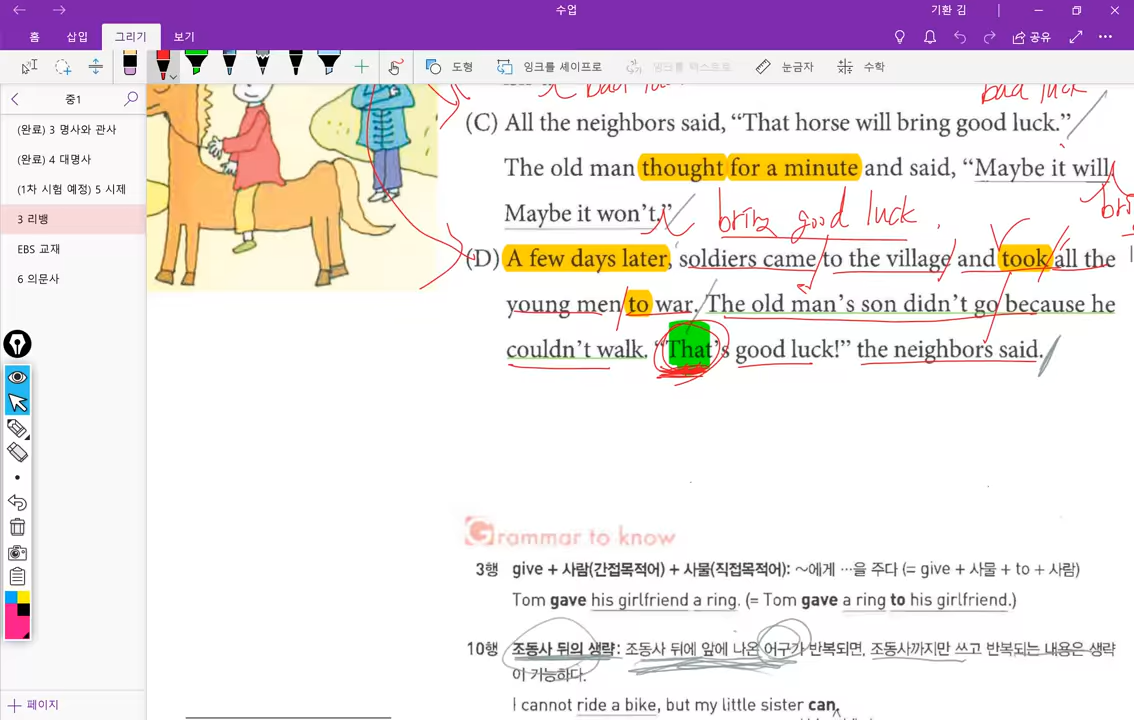 수업
기환 김
홈 삽입 그리기 보기
도형 잉크를 셰이프로 잉크를 텍스트로 눈금자 수학
공유
중1
(완료) 3 명사와 관사
(완료) 4 대명사
(1차 시험 예정) 5 시제
3 리뱅
EBS 교재
6 의문사
페이지
bad luck
(C) All the neighbors said, “That horse will bring good luck.”
The old man thought for a minute and said, “Maybe it will,
Maybe it won’t.”
bring good luck.
(D) A few days later, soldiers came to the village and took all the
young men to war. The old man’s son didn’t go because he
couldn’t walk. “That’s good luck!” the neighbors said.
Grammar to know
3행 give + 사람(간접목적어) + 사물(직접목적어): ～에게 …을 주다 (= give + 사물 + to + 사람)
Tom gave his girlfriend a ring. (= Tom gave a ring to his girlfriend.)
10행 조동사 뒤의 생략: 조동사 뒤에 앞에 나온 어구가 반복되면, 조동사까지만 쓰고 반복되는 내용은 생략
이 가능하다.
I cannot ride a bike, but my little sister can.